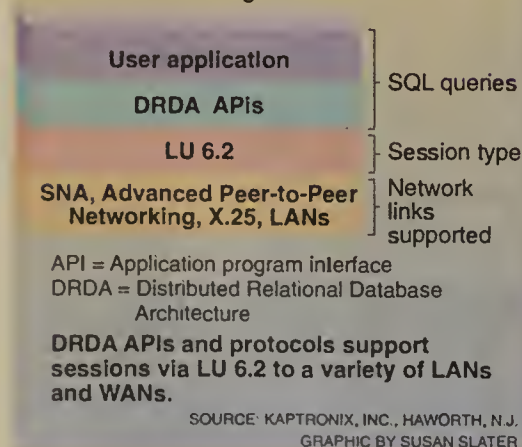 User application
DRDA APIs
SQL queries
LU 6.2
Session type
SNA, Advanced Peer-to-Peer
Networking, X.25, LANs
Network
links
supported
API = Application program interface
DRDA = Distributed Relational Database
Architecture
DRDA APIs and protocols support
sessions via LU 6.2 to a variety of LANs
and WANs.
SOURCE: KAPTRONIX, INC., HAWORTH, N.J.
GRAPHIC BY SUSAN SLATER